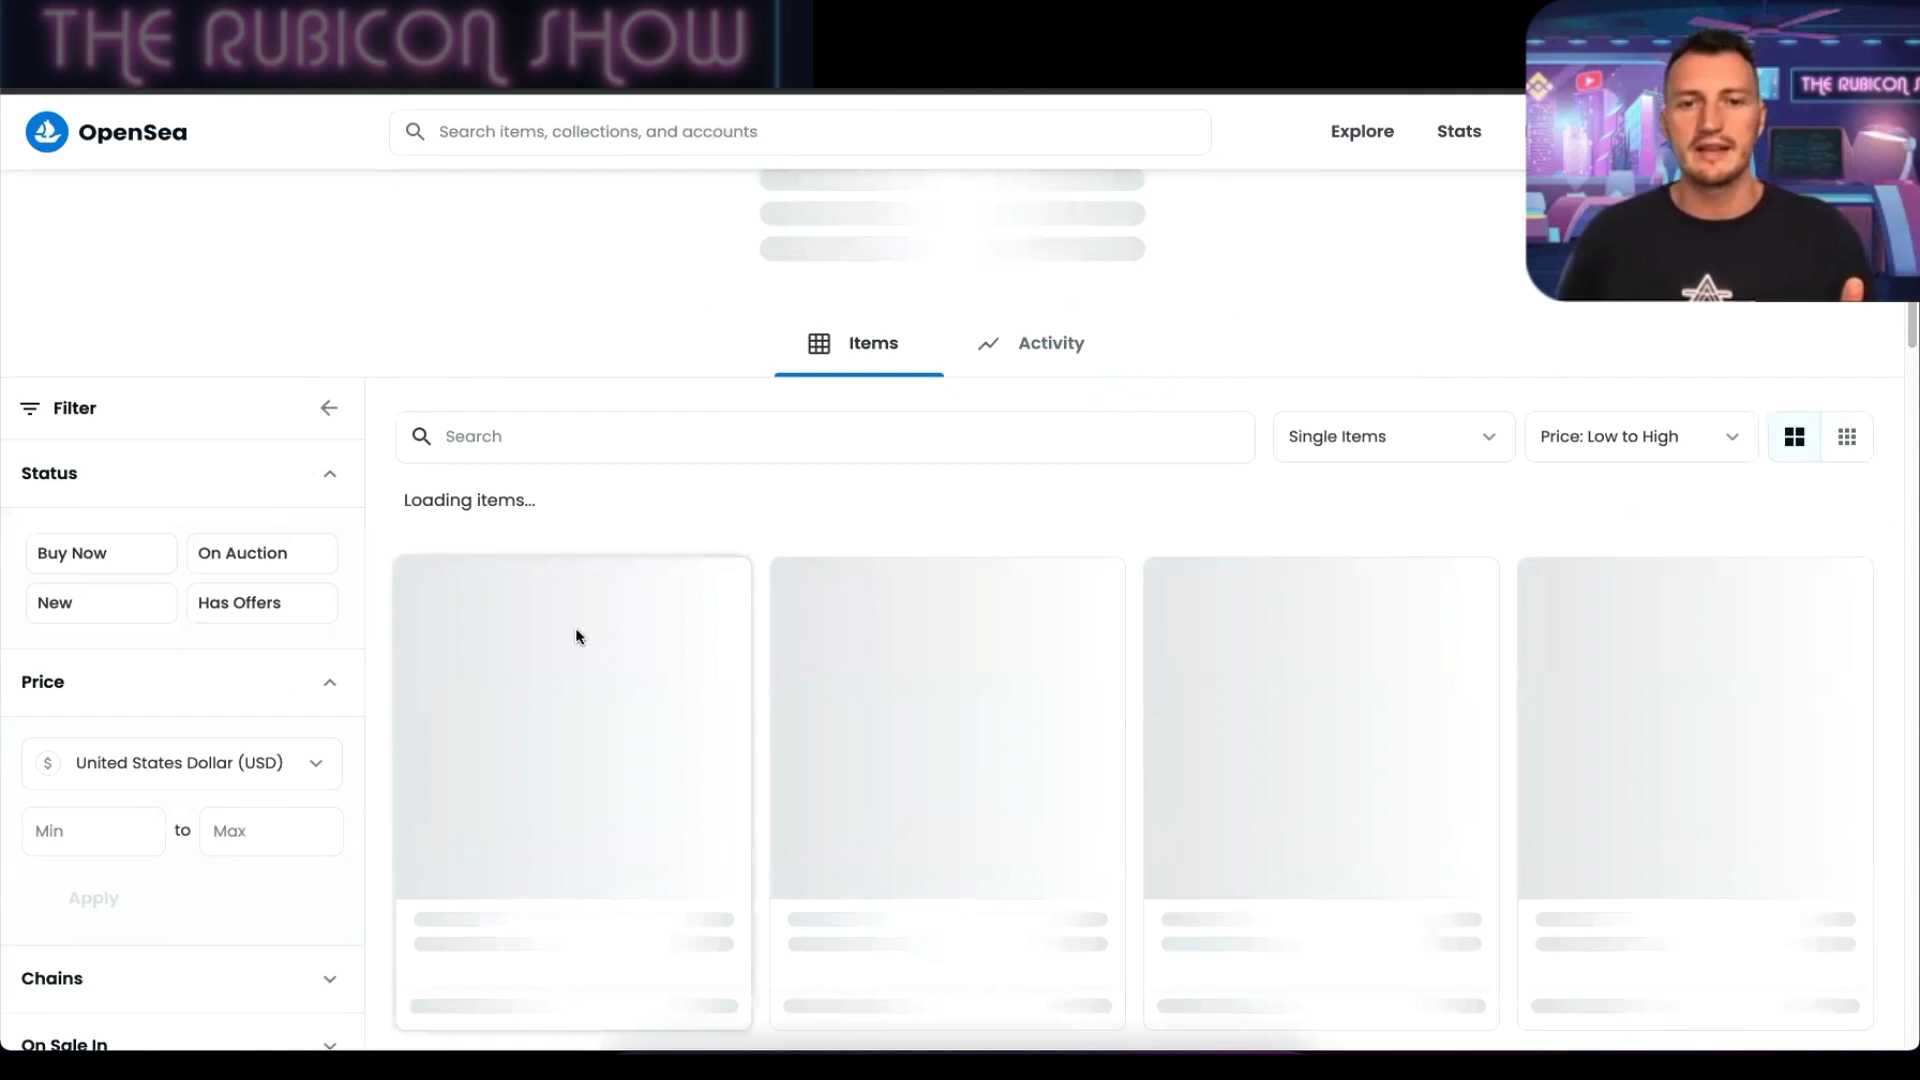 THE RUBICON SHOW
THE RUBICON S
OpenSea
Search items, collections, and accounts
Explore
Stats
Items
Activity
Filter
Search
Single Items
Price: Low to High
Status
Loading items...
Buy Now
On Auction
New
Has Offers
Price
$ United States Dollar (USD)
Min
to
Max
Apply
Chains
On Sale In